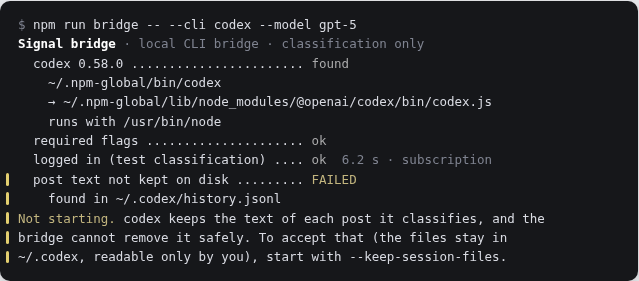 $ npm run bridge -- --cli codex --model gpt-5
Signal bridge · local CLI bridge · classification only
codex 0.58.0 ....................... found
~/.npm-global/bin/codex
→ ~/.npm-global/lib/node_modules/@openai/codex/bin/codex.js
runs with /usr/bin/node
required flags ..................... ok
logged in (test classification) .... ok 6.2 s · subscription
post text not kept on disk ......... FAILED
found in ~/.codex/history.jsonl
Not starting. codex keeps the text of each post it classifies, and the
bridge cannot remove it safely. To accept that (the files stay in
~/.codex, readable only by you), start with --keep-session-files.